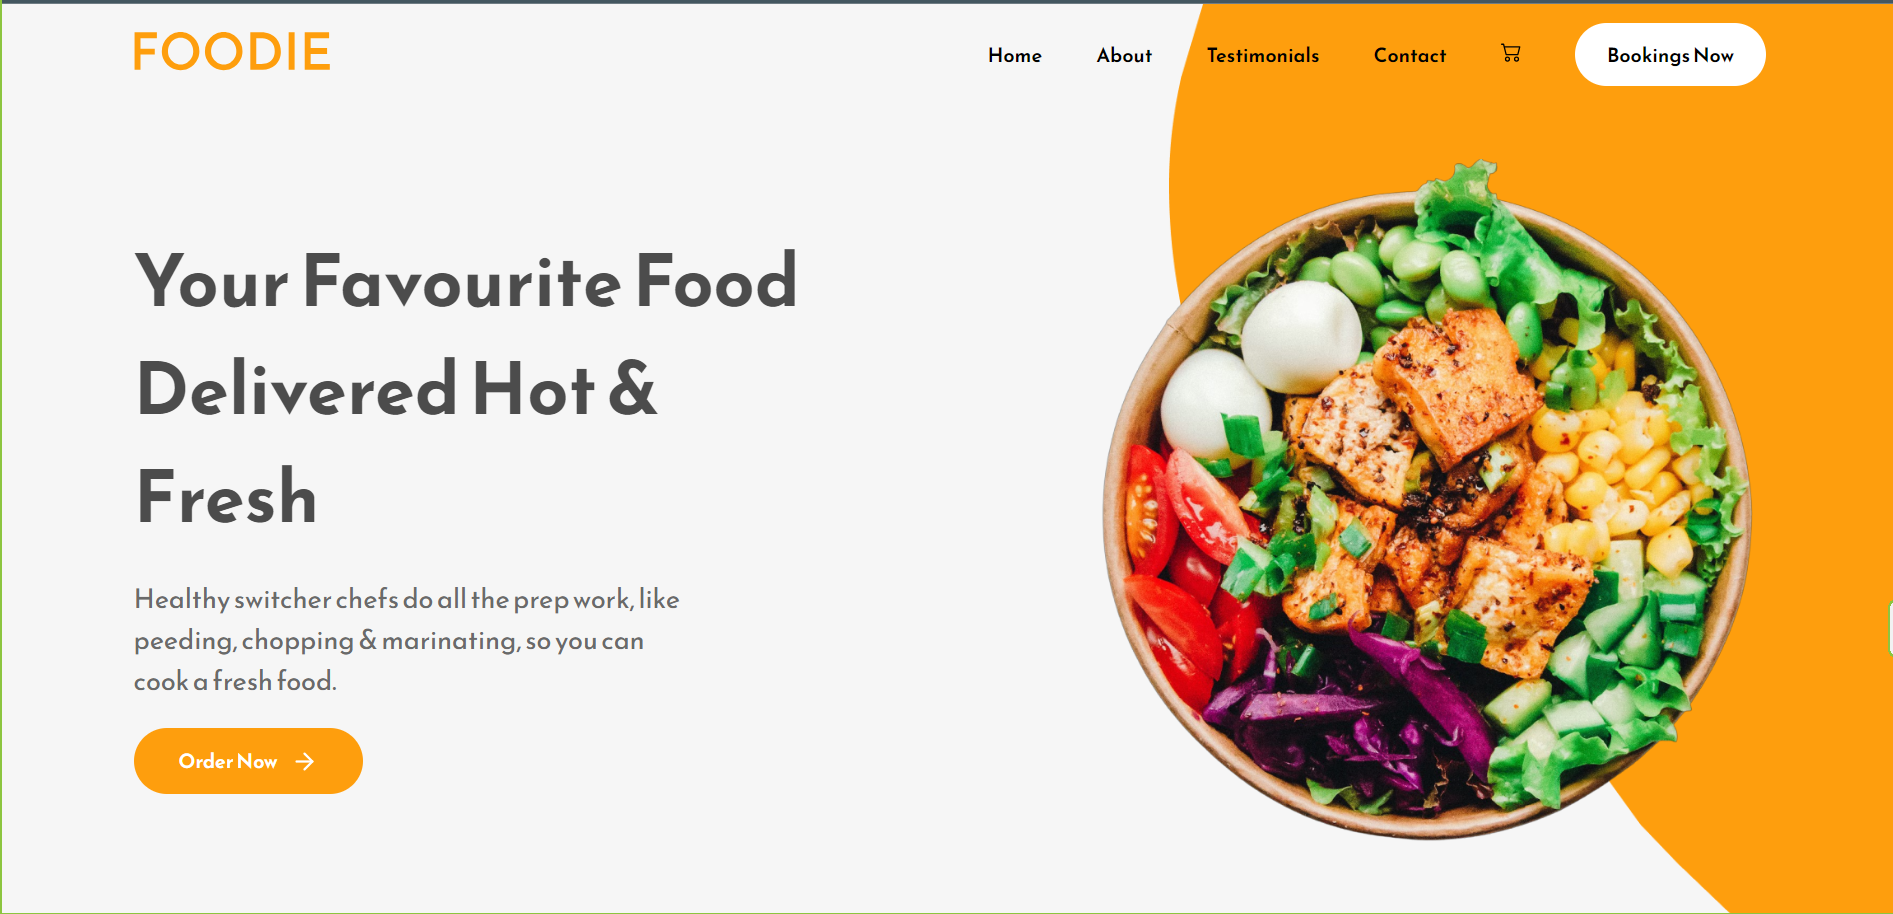 FOODIE
Home About Testimonials Contact Bookings Now
Your Favourite Food
Delivered Hot &
Fresh
Healthy switcher chefs do all the prep work, like
peeding, chopping & marinating, so you can
cook a fresh food.
Order Now